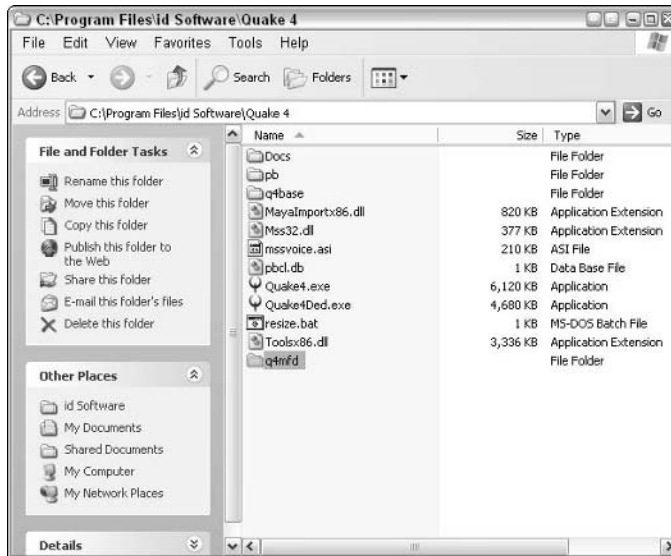 C:\Program Files\id Software\Quake 4
File Edit View Favorites Tools Help
Back Search Folders
Address C:\Program Files\id Software\Quake 4 Go
File and Folder Tasks
Rename this folder
Move this folder
Copy this folder
Publish this folder to
the Web
Share this folder
E-mail this folder's files
Delete this folder
Other Places
id Software
My Documents
Shared Documents
My Computer
My Network Places
Details
Name Size Type
Docs File Folder
pb File Folder
q4base File Folder
MayaImportx86.dll 820 KB Application Extension
Mss32.dll 377 KB Application Extension
mssvoice.asi 210 KB ASI File
pbcl.db 1 KB Data Base File
Quake4.exe 6,120 KB Application
Quake4Ded.exe 4,680 KB Application
resize.bat 1 KB MS-DOS Batch File
Toolsx86.dll 3,336 KB Application Extension
q4mfd File Folder